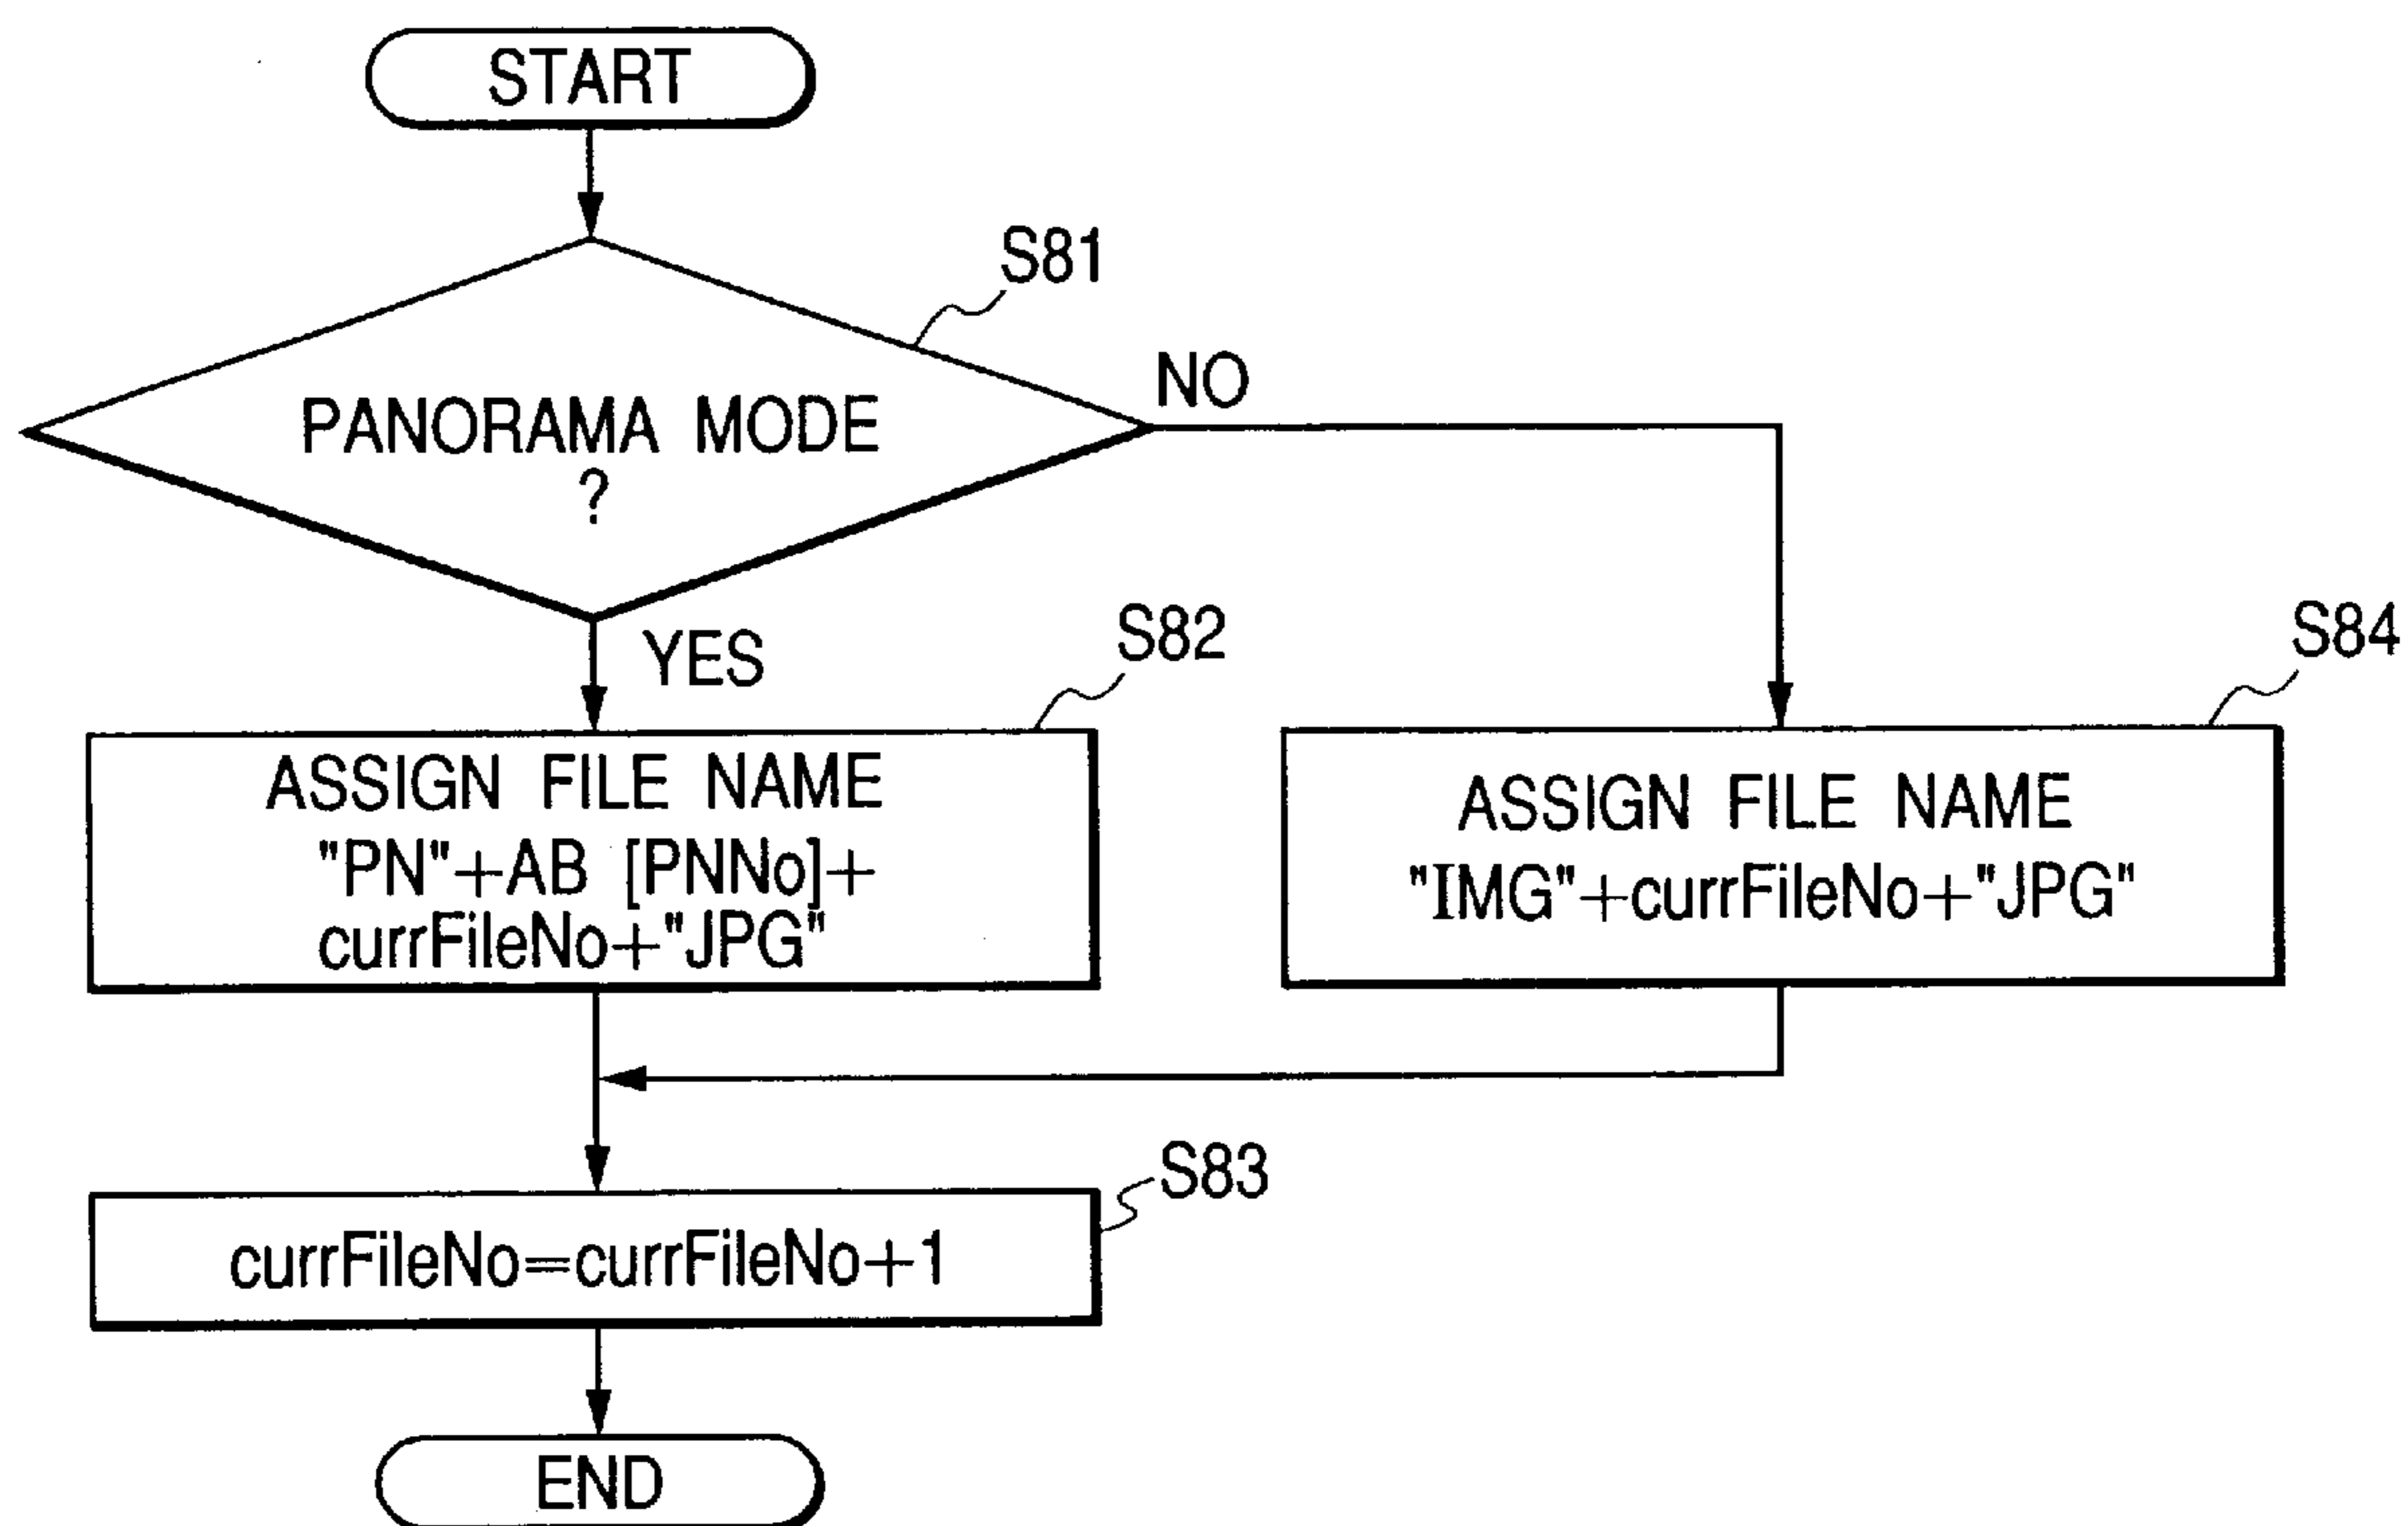 START
S81
PANORAMA MODE
?
NO
YES
S82
ASSIGN FILE NAME
"PN"+AB [PNNo]+
currFileNo+"JPG"
S84
ASSIGN FILE NAME
"IMG"+currFileNo+"JPG"
S83
currFileNo=currFileNo+1
END